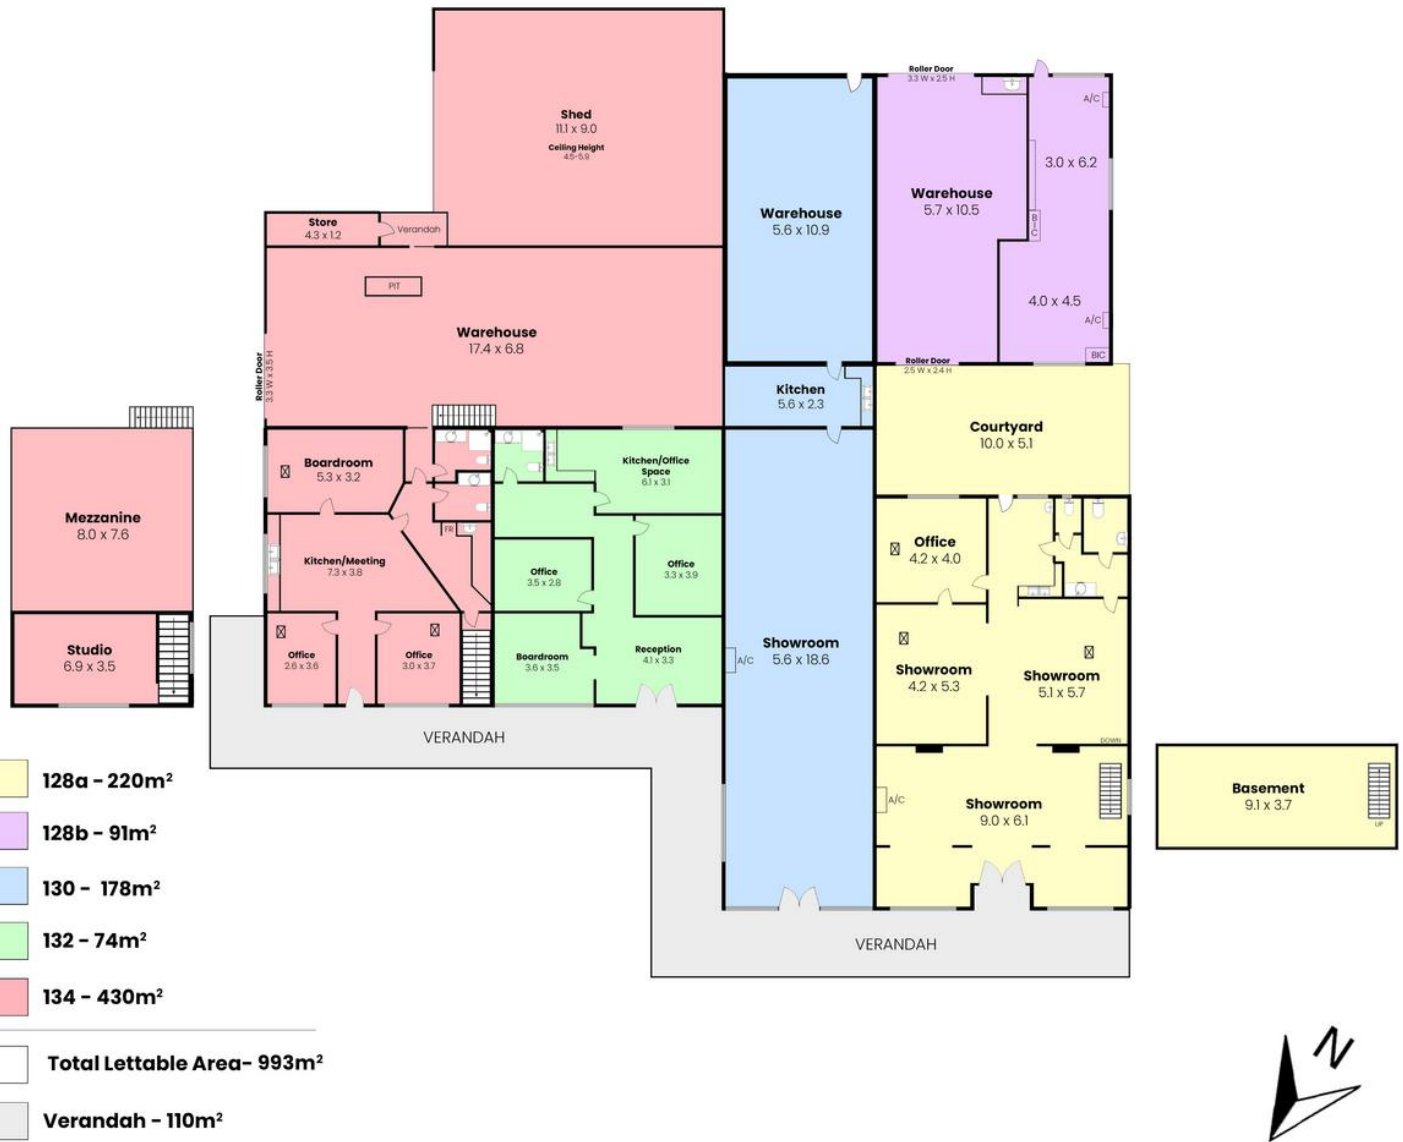 Shed
11.1 x 9.0
Ceiling Height
4.5-5.9
Roller Door
3.3 W x 2.5 H
A/C
3.0 x 6.2
Warehouse
5.7 x 10.5
Warehouse
5.6 x 10.9
B
I
C
Store
4.3 x 1.2
Verandah
PIT
4.0 x 4.5
A/C
BIC
Warehouse
17.4 x 6.8
Roller Door
3.3 W x 3.5 H
Roller Door
2.5 W x 2.4 H
Kitchen
5.6 x 2.3
Courtyard
10.0 x 5.1
Boardroom
5.3 x 3.2
Kitchen/Office
Space
6.1 x 3.1
Mezzanine
8.0 x 7.6
FR
Kitchen/Meeting
7.3 x 3.8
Office
3.5 x 2.8
Office
3.3 x 3.9
Office
4.2 x 4.0
Studio
6.9 x 3.5
Office
2.6 x 3.6
Office
3.0 x 3.7
Boardroom
3.6 x 3.5
Reception
4.1 x 3.3
A/C
Showroom
5.6 x 18.6
Showroom
4.2 x 5.3
Showroom
5.1 x 5.7
DOWN
VERANDAH
A/C
Showroom
9.0 x 6.1
Basement
9.1 x 3.7
UP
VERANDAH
128a - 220m²
128b - 91m²
130 - 178m²
132 - 74m²
134 - 430m²
Total Lettable Area- 993m²
Verandah - 110m²
N